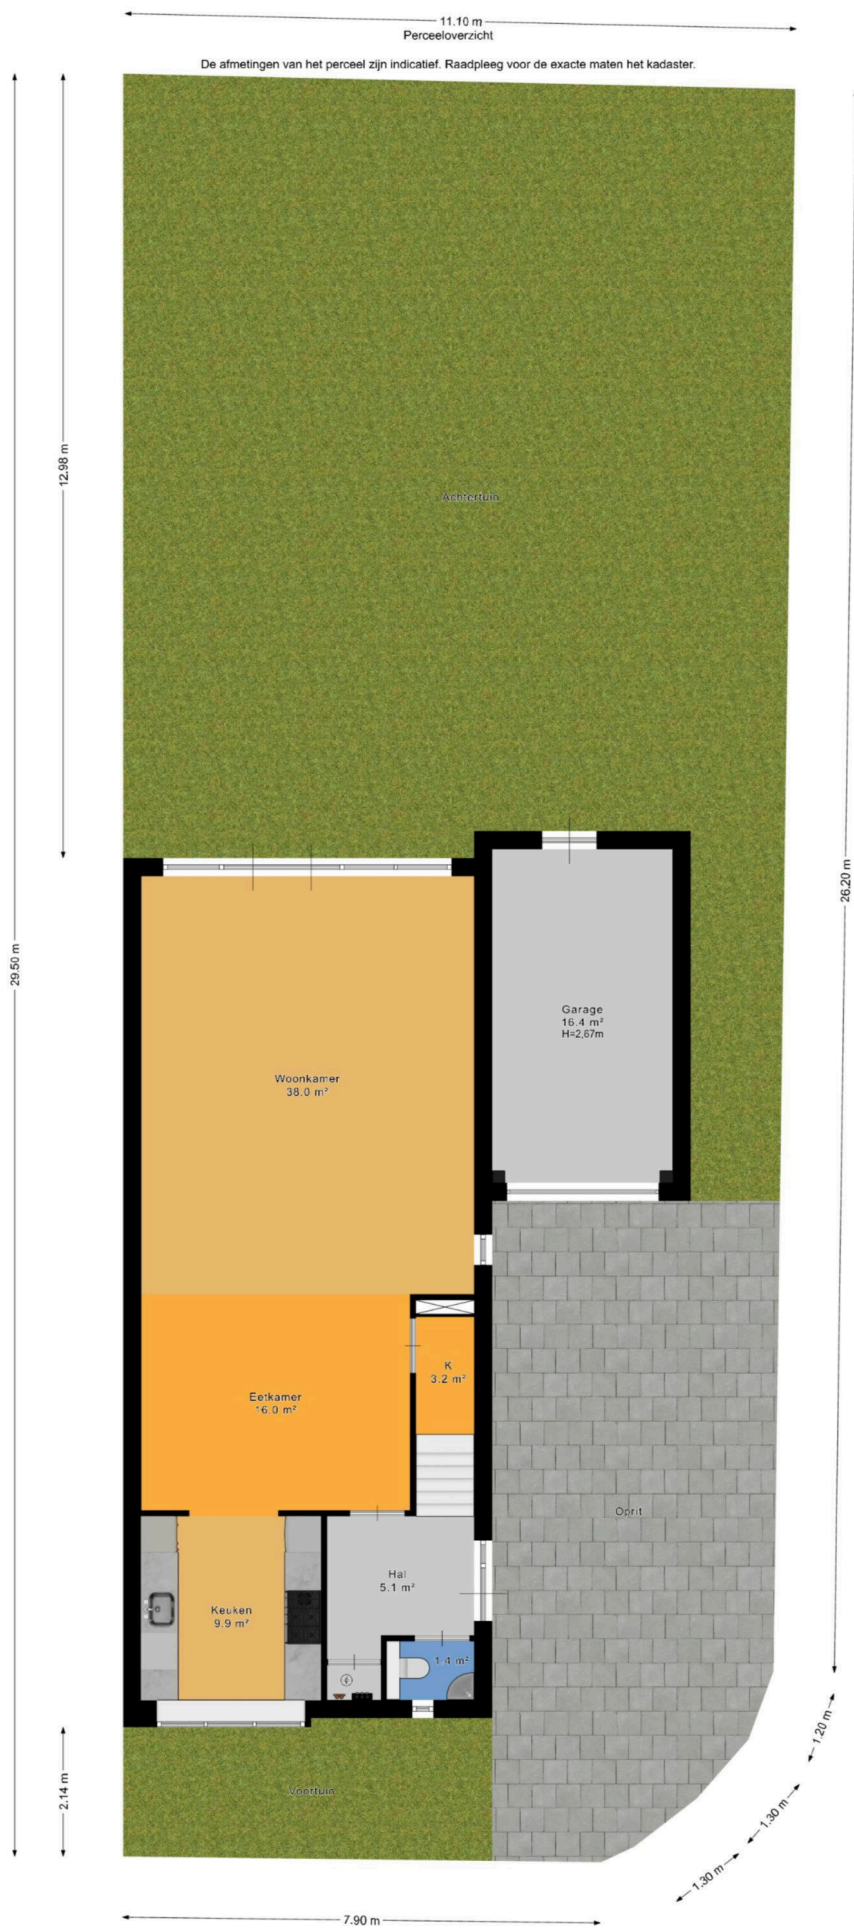 11.10 m
Perceeloverzicht
De afmetingen van het perceel zijn indicatief. Raadpleeg voor de exacte maten het kadaster.
12.98 m
Achtertuin
26.20 m
29.50 m
Garage
16.4 m²
H=2,67m
Woonkamer
38.0 m²
K
3.2 m²
Eetkamer
16.0 m²
Oprit
Hal
5.1 m²
Keuken
9.9 m²
1.4 m²
1.20 m
2.14 m
Voortuin
1.30 m
1.30 m
7.90 m